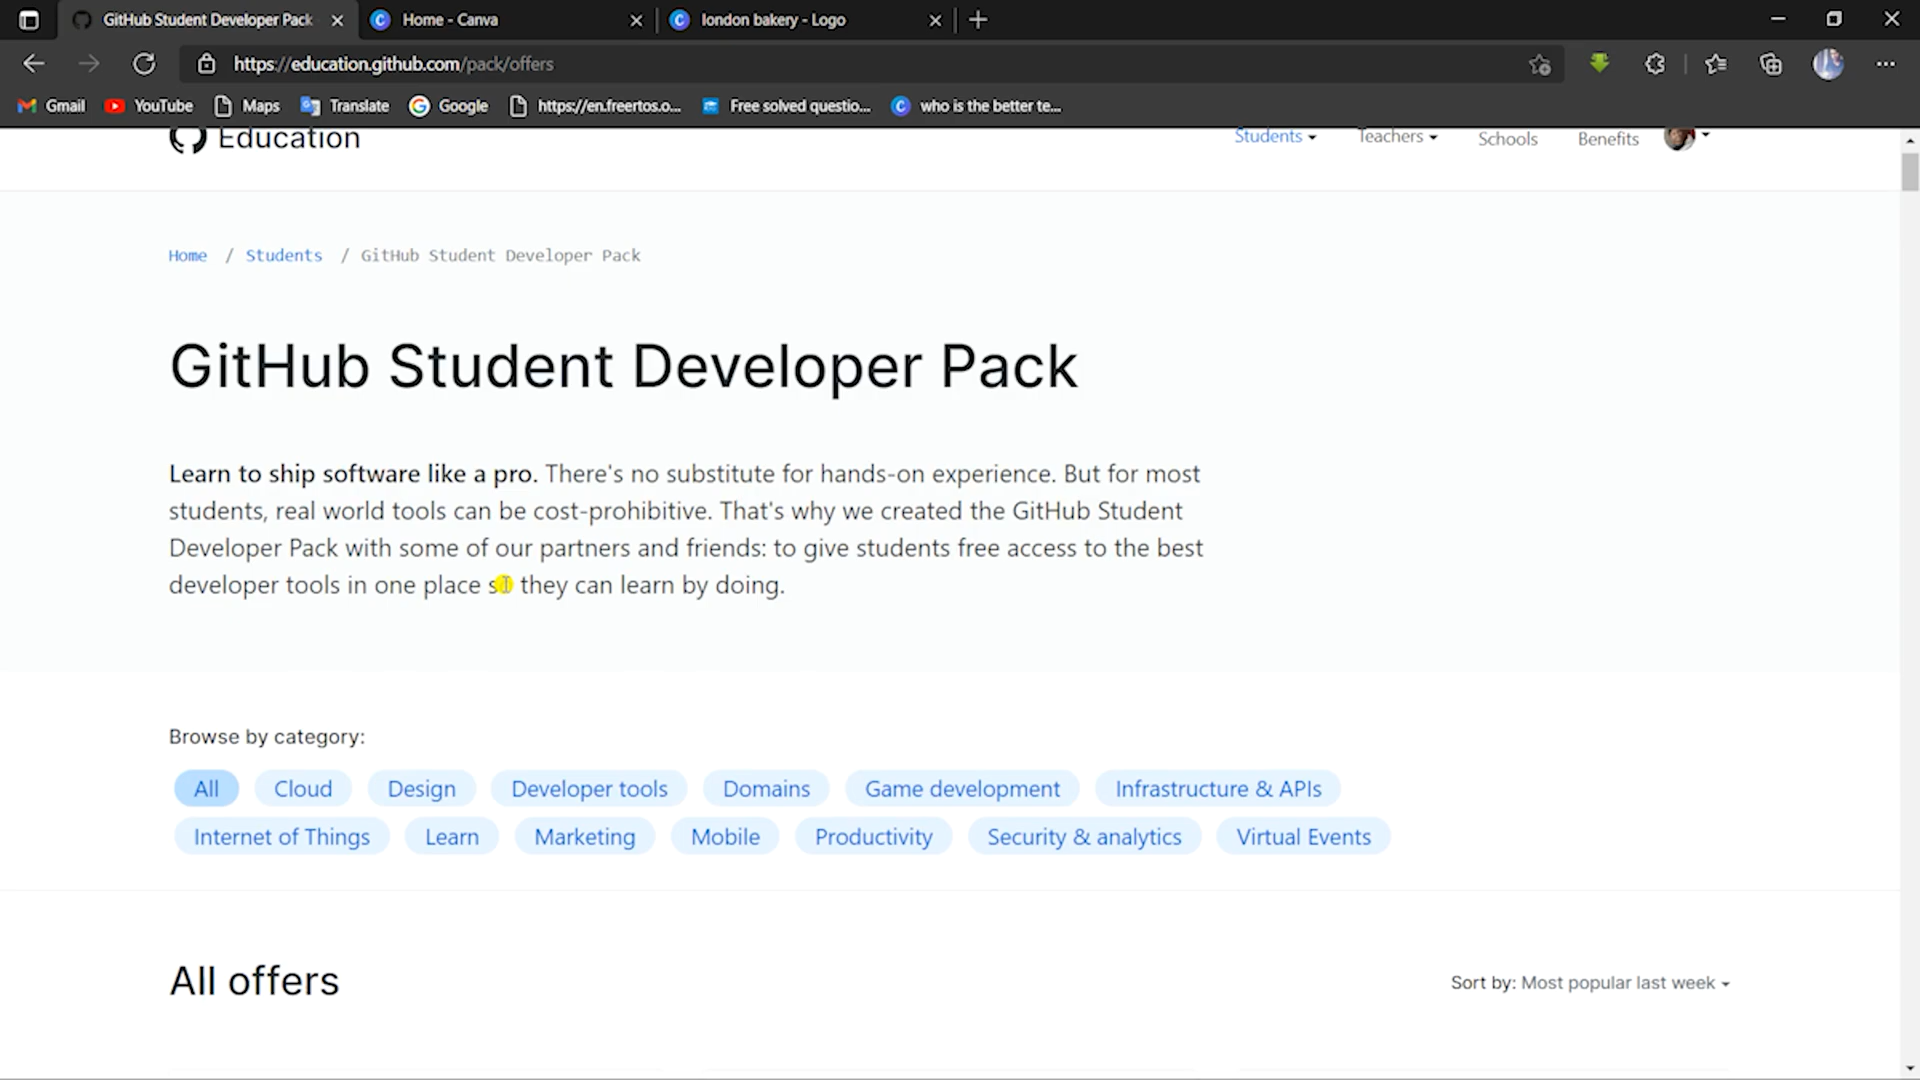 GitHub Student Developer Pack
Home - Canva
london bakery - Logo
https://education.github.com/pack/offers
Gmail
YouTube
Maps
Translate
Google
https://en.freertos.o...
Free solved questio...
who is the better te...
Education
Students
Teachers
Schools
Benefits
Home / Students / GitHub Student Developer Pack
GitHub Student Developer Pack
Learn to ship software like a pro. There's no substitute for hands-on experience. But for most
students, real world tools can be cost-prohibitive. That's why we created the GitHub Student
Developer Pack with some of our partners and friends: to give students free access to the best
developer tools in one place so they can learn by doing.
Browse by category:
All Cloud Design Developer tools Domains Game development Infrastructure & APIs
Internet of Things Learn Marketing Mobile Productivity Security & analytics Virtual Events
All offers
Sort by: Most popular last week